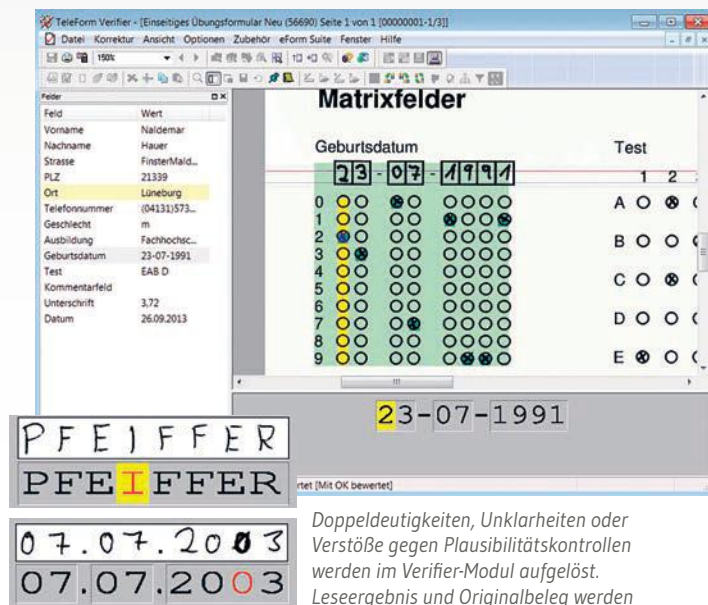 TeleForm Verifier - [Einseitiges Übungsformular Neu (56690) Seite 1 von 1 [00000001-1/3]]
Datei Korrektur Ansicht Optionen Zubehör eForm Suite Fenster Hilfe
150%
Felder
Feld Wert
Vorname Naldemar
Nachname Hauer
Strasse FinsterMald...
PLZ 21339
Ort Lüneburg
Telefonnummer (04131)573...
Geschlecht m
Ausbildung Fachhochsc...
Geburtsdatum 23-07-1991
Test EAB D
Kommentarfeld
Unterschrift 3,72
Datum 26.09.2013
Matrixfelder
Geburtsdatum Test
23-07-1991 1 2
0 A
1
2 B
3
4 C
5
6
7 D
8
9 E
23-07-1991
rtet [Mit OK bewertet]
PFEIFFER
PFEIFFER
07.07.2003
07.07.2003
Doppeldeutigkeiten, Unklarheiten oder
Verstöße gegen Plausibilitätskontrollen
werden im Verifier-Modul aufgelöst.
Leseergebnis und Originalbeleg werden